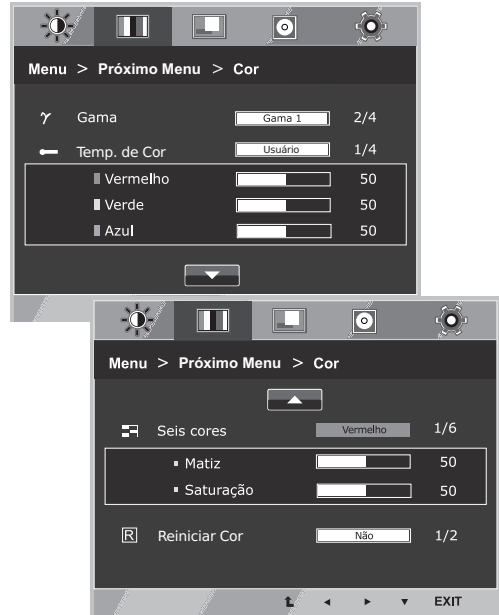 Menu > Próximo Menu > Cor
γ Gama Gama 1 2/4
Temp. de Cor Usuário 1/4
Vermelho 50
Verde 50
Azul 50
Menu > Próximo Menu > Cor
Seis cores Vermelho 1/6
Matiz 50
Saturação 50
R Reiniciar Cor Não 1/2
EXIT